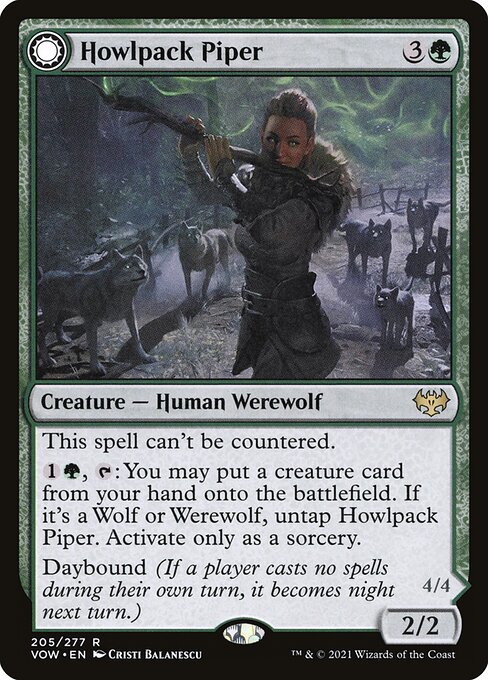 Howlpack Piper 3
Creature — Human Werewolf
This spell can't be countered.
1, : You may put a creature card
from your hand onto the battlefield. If
it's a Wolf or Werewolf, untap Howlpack
Piper. Activate only as a sorcery.
Daybound (If a player casts no spells
during their own turn, it becomes night
next turn.)
4/4
2/2
205/277 R
VOW • EN Cristi Balanescu
™ & © 2021 Wizards of the Coast